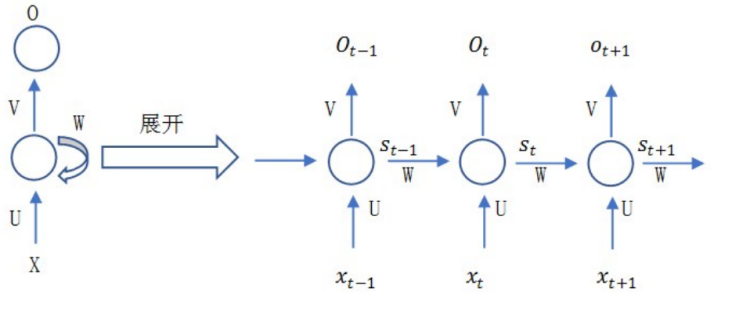 O
V
W
U
X
展开
O_{t-1}
O_t
o_{t+1}
V
V
V
s_{t-1}
s_t
s_{t+1}
W
W
W
U
U
U
x_{t-1}
x_t
x_{t+1}